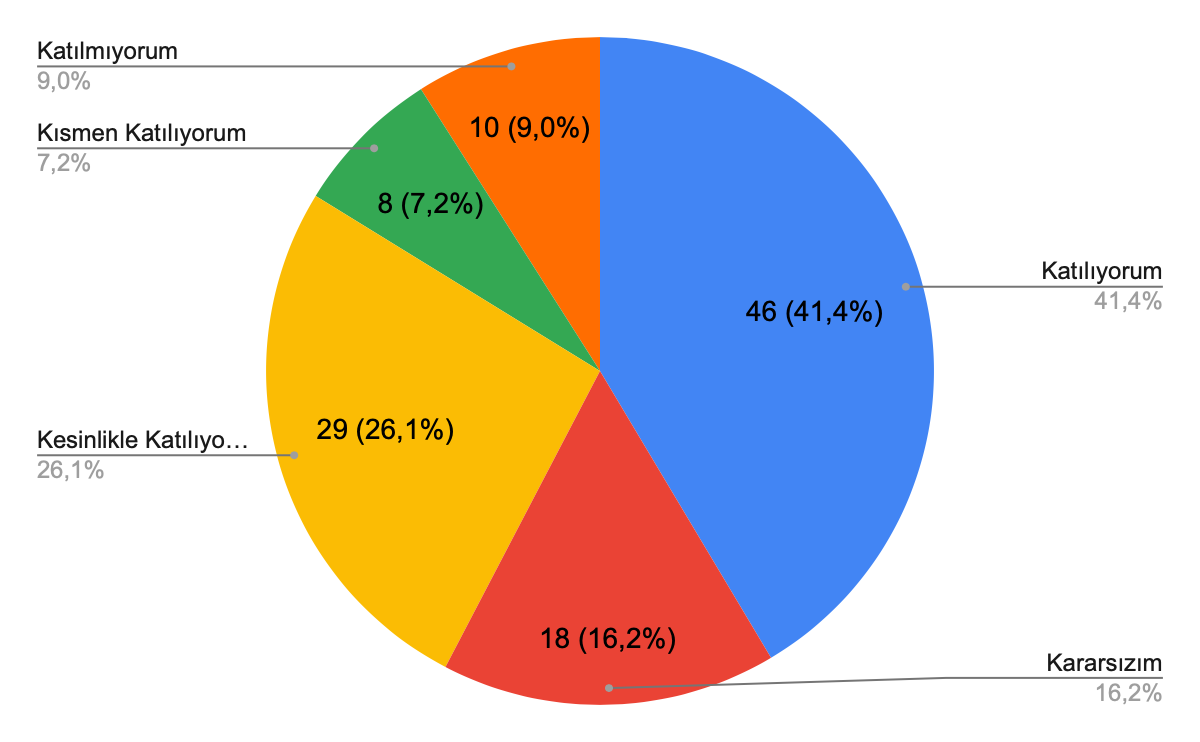 Katılmıyorum
9,0%
10 (9,0%)
Kısmen Katılıyorum
7,2%
8 (7,2%)
Katılıyorum
41,4%
46 (41,4%)
Kesinlikle Katılıyo…
26,1%
29 (26,1%)
18 (16,2%)
Kararsızım
16,2%